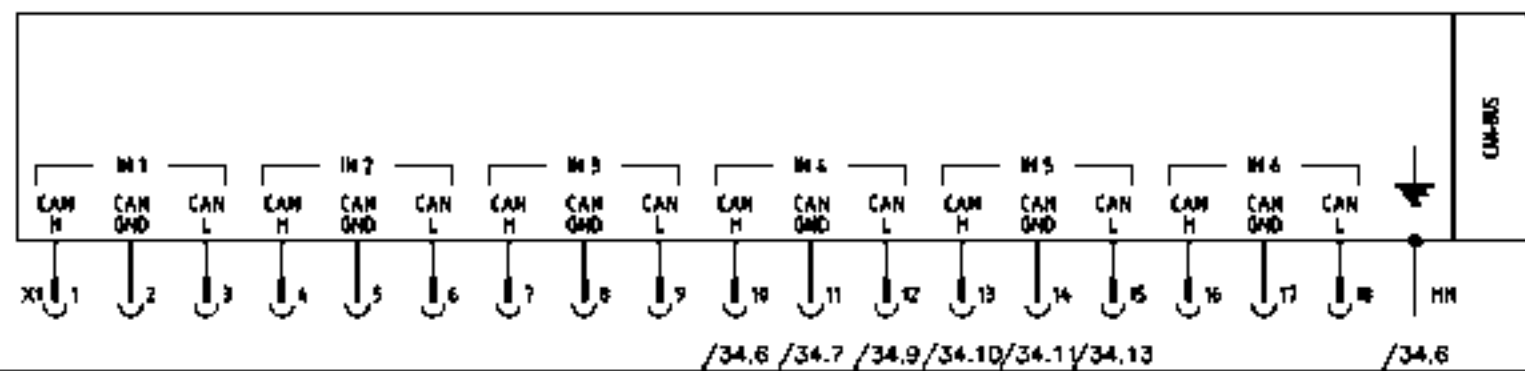 CAN-BUS
IN 1 IN 2 IN 3 IN 4 IN 5 IN 6
CAN CAN CAN CAN CAN CAN CAN CAN CAN CAN CAN CAN CAN CAN CAN CAN CAN CAN
H GND L H GND L H GND L H GND L H GND L H GND L
X1 1 2 3 4 5 6 7 8 9 10 11 12 13 14 15 16 17 18
/34.6 /34.7 /34.9 /34.10 /34.11 /34.13 /34.6